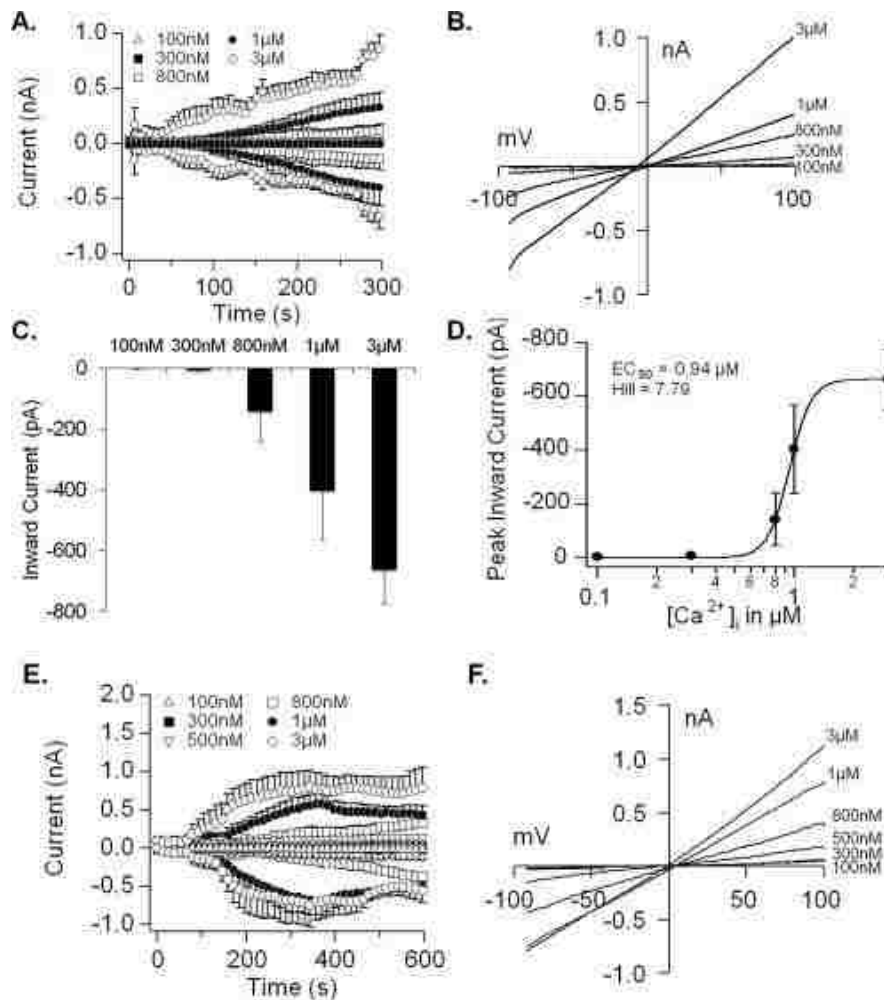 A.
100nM 1µM
300nM 3µM
800nM
Current (nA)
1.0
0.5
0.0
-0.5
-1.0
0 100 200 300
Time (s)
B.
nA
mV
1.0
0.5
-0.5
-1.0
-100 100
3µM
1µM
800nM
300nM
100nM
C.
100nM 300nM 800nM 1µM 3µM
Inward Current (pA)
0
-200
-400
-600
-800
D.
Peak Inward Current (pA)
-800
-600
-400
-200
0
EC50 = 0.94 µM
Hill = 7.79
0.1 2 4 6 8 1 2
[Ca2+]i in µM
E.
100nM 800nM
300nM 1µM
500nM 3µM
Current (nA)
2.0
1.5
1.0
0.5
0.0
-0.5
-1.0
0 200 400 600
Time (s)
F.
nA
mV
1.5
1.0
0.5
-0.5
-1.0
-100 -50 50 100
3µM
1µM
800nM
500nM
300nM
100nM